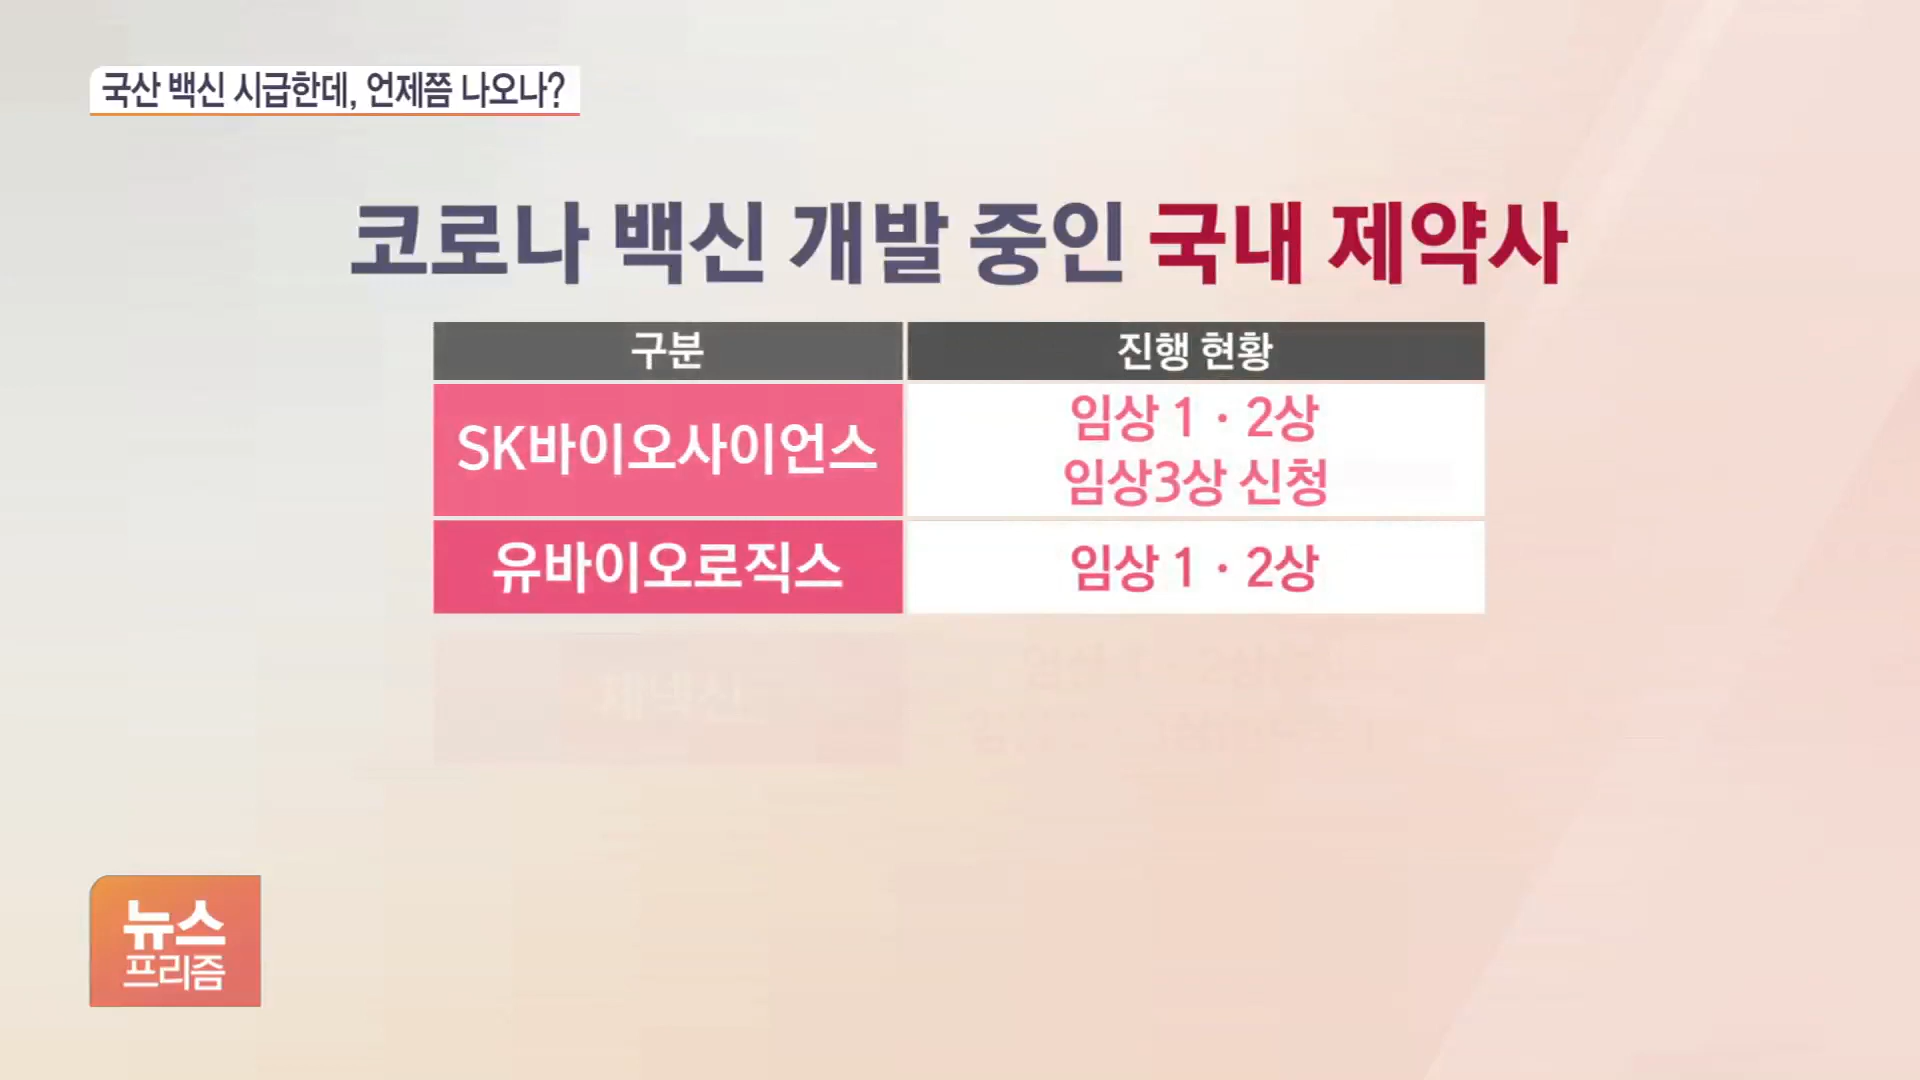 국산 백신 시급한데, 언제쯤 나오나?
코로나 백신 개발 중인 국내 제약사
구분 진행 현황
SK바이오사이언스 임상 1 · 2상
임상3상 신청
유바이오로직스 임상 1 · 2상
제넥신
뉴스
프리즘